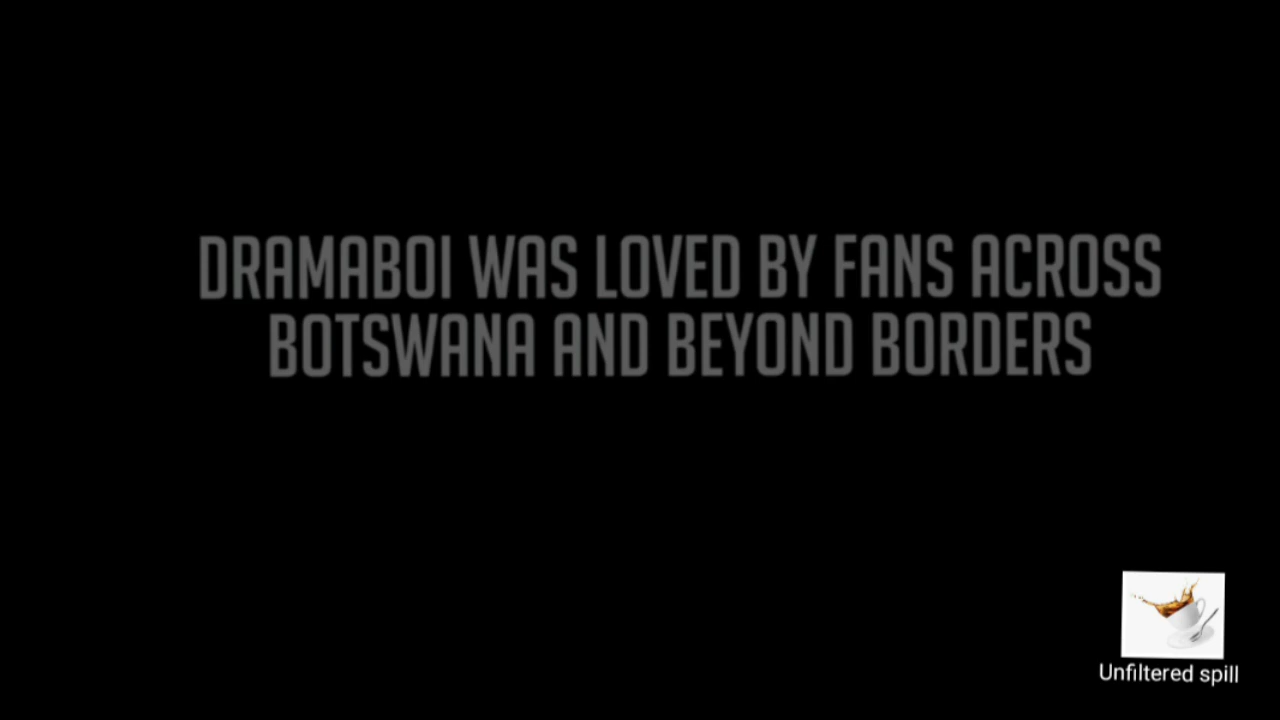 DRAMABOI WAS LOVED BY FANS ACROSS
BOTSWANA AND BEYOND BORDERS
Unfiltered spill